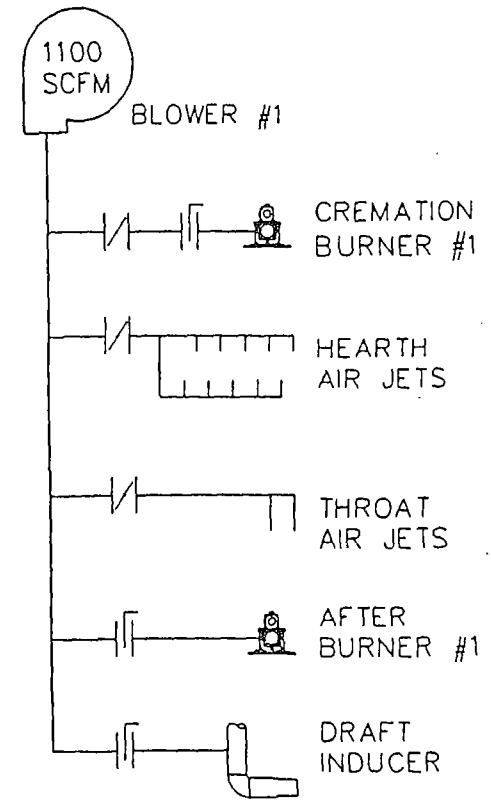 1100
SCFM
BLOWER #1
CREMATION
BURNER #1
HEARTH
AIR JETS
THROAT
AIR JETS
AFTER
BURNER #1
DRAFT
INDUCER